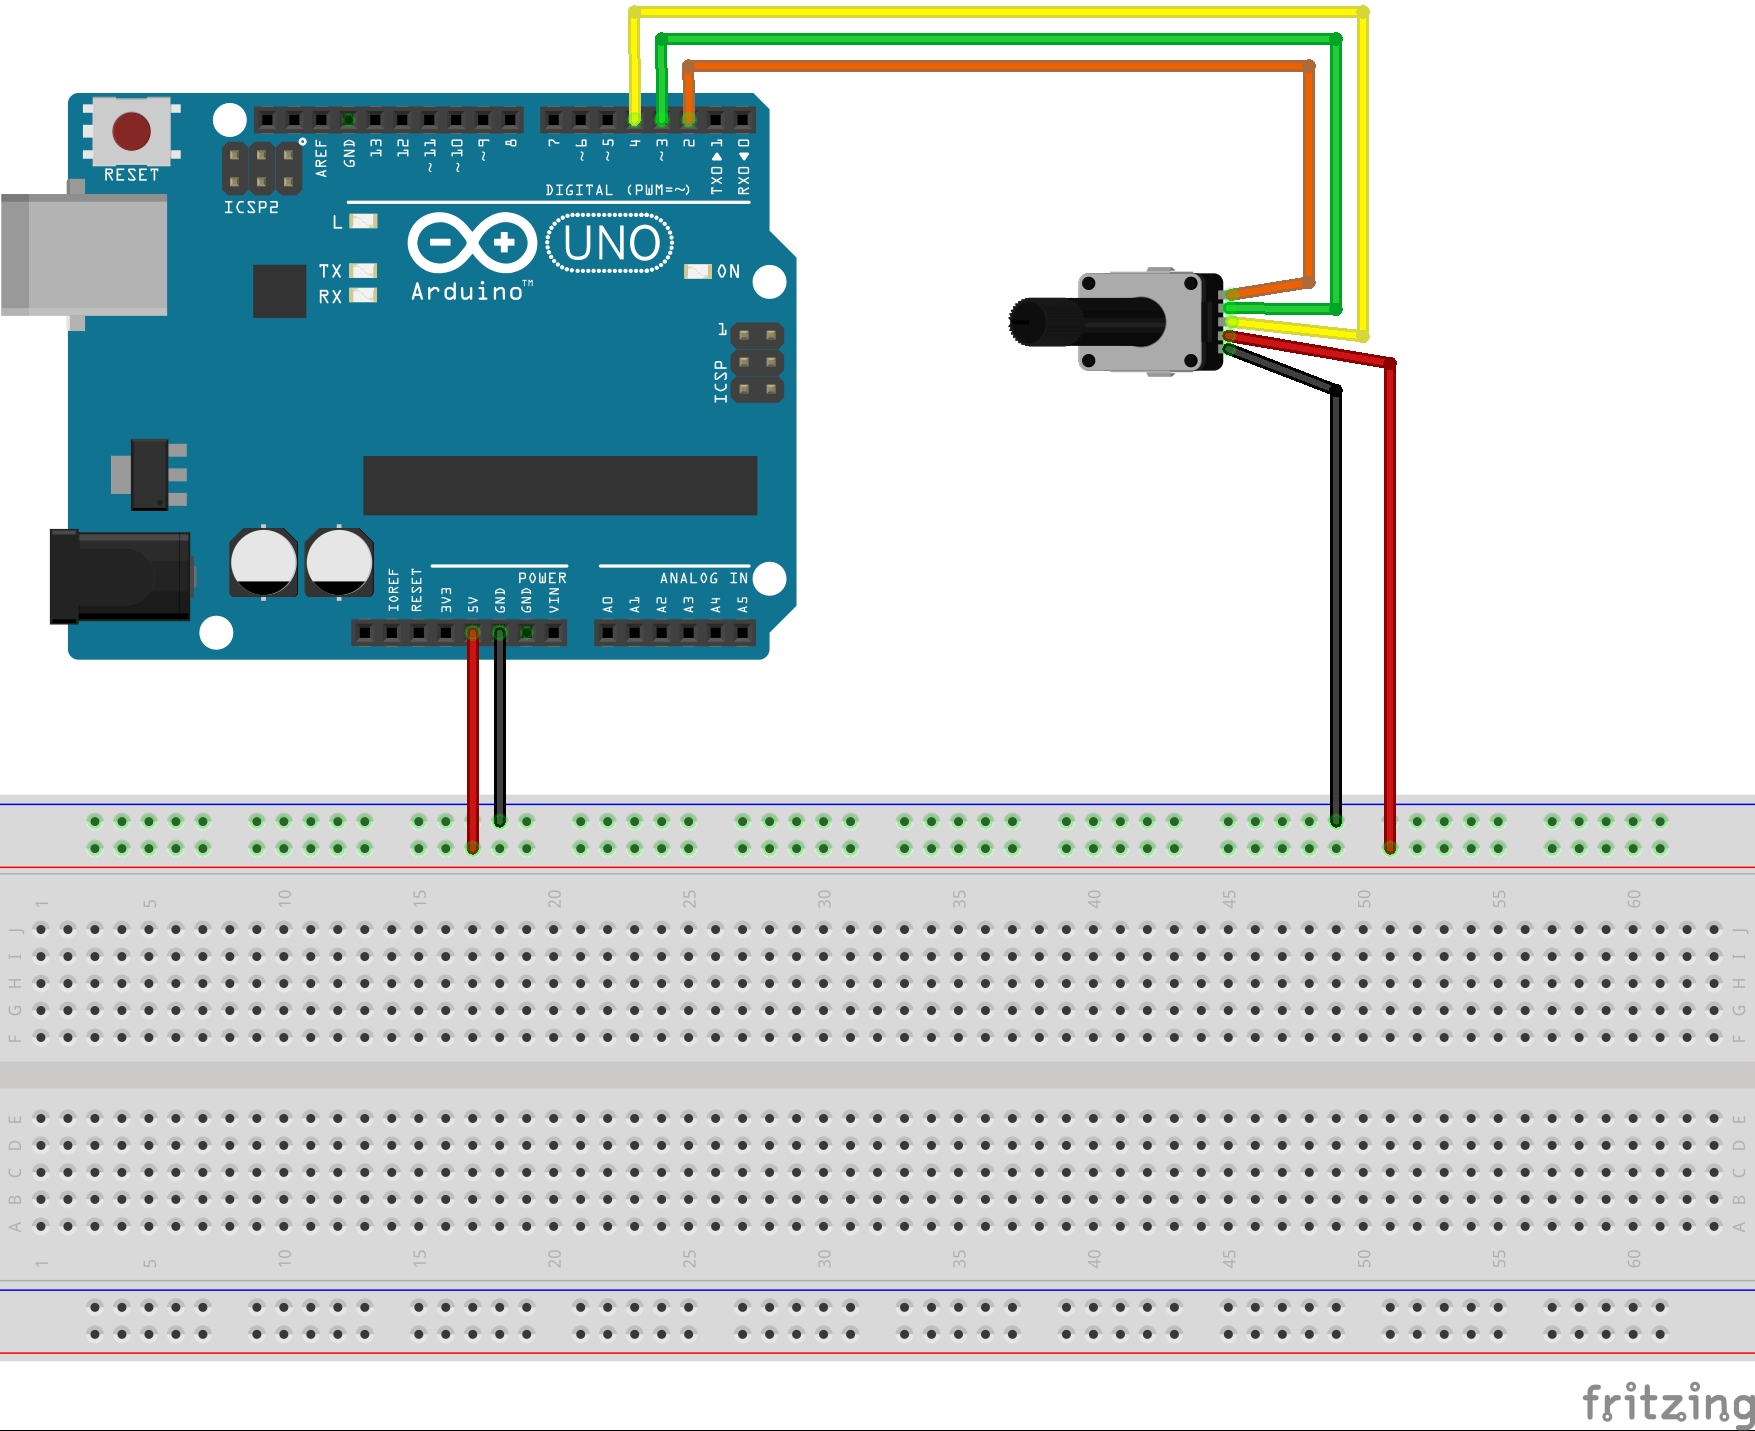 RESET
ICSP2
AREF
GND
13
12
~11
~10
~9
8
7
~6
~5
4
~3
2
TX0▶1
RX0◀0
DIGITAL (PWM=~)
L
TX
RX
UNO
ON
Arduino™
1
ICSP
IOREF
RESET
3V3
5V
GND
GND
VIN
POWER
ANALOG IN
A0
A1
A2
A3
A4
A5
1 5 10 15 20 25 30 35 40 45 50 55 60
J J
I I
H H
G G
F F
E E
D D
C C
B B
A A
1 5 10 15 20 25 30 35 40 45 50 55 60
fritzing